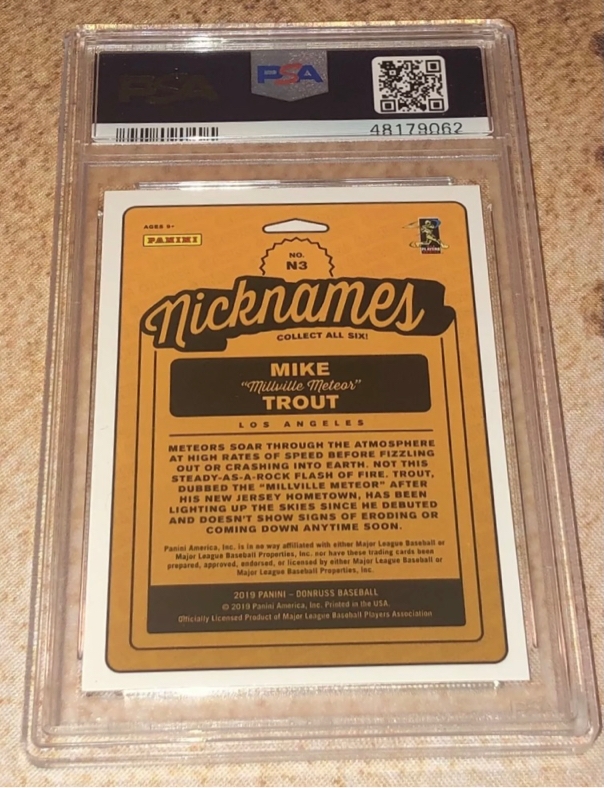 PSA
PSA
48179062
AGES 9+
PANINI
NO.
N3
Nicknames
COLLECT ALL SIX!
MIKE
"Millville Meteor"
TROUT
LOS ANGELES
METEORS SOAR THROUGH THE ATMOSPHERE
AT HIGH RATES OF SPEED BEFORE FIZZLING
OUT OR CRASHING INTO EARTH. NOT THIS
STEADY-AS-A-ROCK FLASH OF FIRE. TROUT,
DUBBED THE "MILLVILLE METEOR" AFTER
HIS NEW JERSEY HOMETOWN, HAS BEEN
LIGHTING UP THE SKIES SINCE HE DEBUTED
AND DOESN'T SHOW SIGNS OF ERODING OR
COMING DOWN ANYTIME SOON.
Panini America, Inc. is in no way affiliated with either Major League Baseball or
Major League Baseball Properties, Inc. nor have these trading cards been
prepared, approved, endorsed, or licensed by either Major League Baseball or
Major League Baseball Properties, Inc.
2019 PANINI – DONRUSS BASEBALL
© 2019 Panini America, Inc. Printed in the USA.
Officially Licensed Product of Major League Baseball Players Association